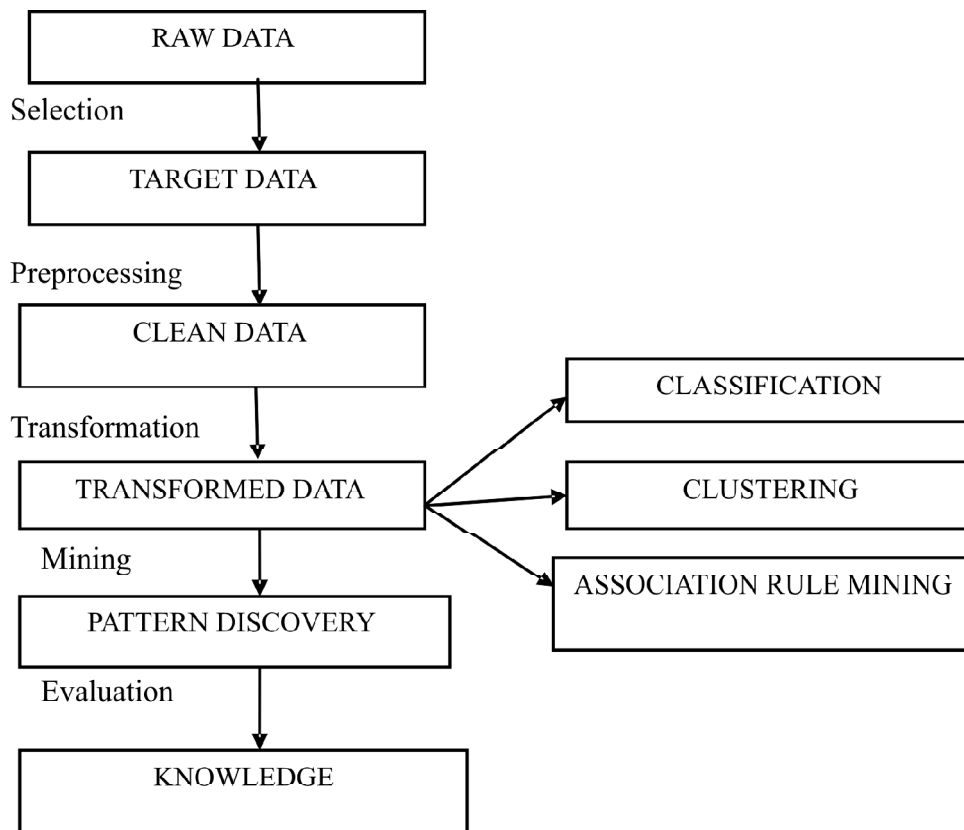 RAW DATA
Selection
TARGET DATA
Preprocessing
CLEAN DATA
Transformation
TRANSFORMED DATA
CLASSIFICATION
CLUSTERING
ASSOCIATION RULE MINING
Mining
PATTERN DISCOVERY
Evaluation
KNOWLEDGE